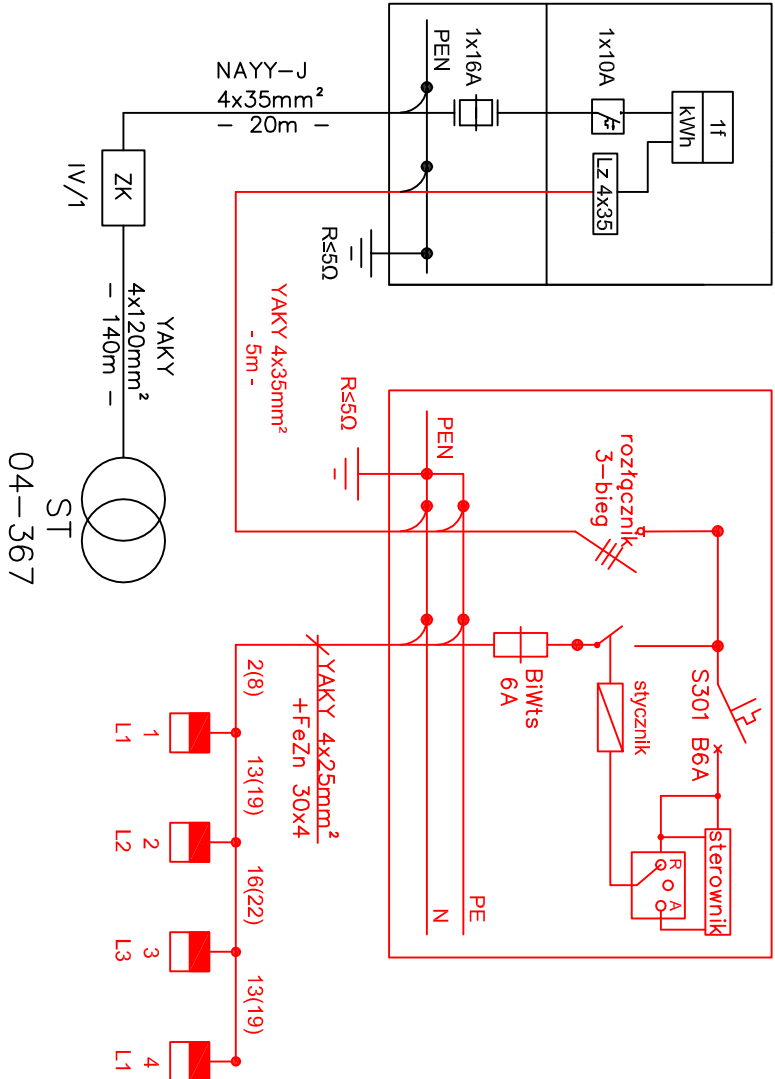 1f
kWh
1x10A
Lz 4x35
1x16A
PEN
R≤5Ω
NAYY-J
4x35mm²
- 20m -
ZK
IV/1
YAKY
4x120mm²
- 140m -
ST
04-367
YAKY 4x35mm²
- 5m -
R≤5Ω
PEN
rozłącznik
3-bieg
S301 B6A
sterownik
R
A
stycznik
BiWts
6A
PE
N
YAKY 4x25mm²
+FeZn 30x4
2(8)
13(19)
16(22)
13(19)
1
L1
2
L2
3
L3
4
L1